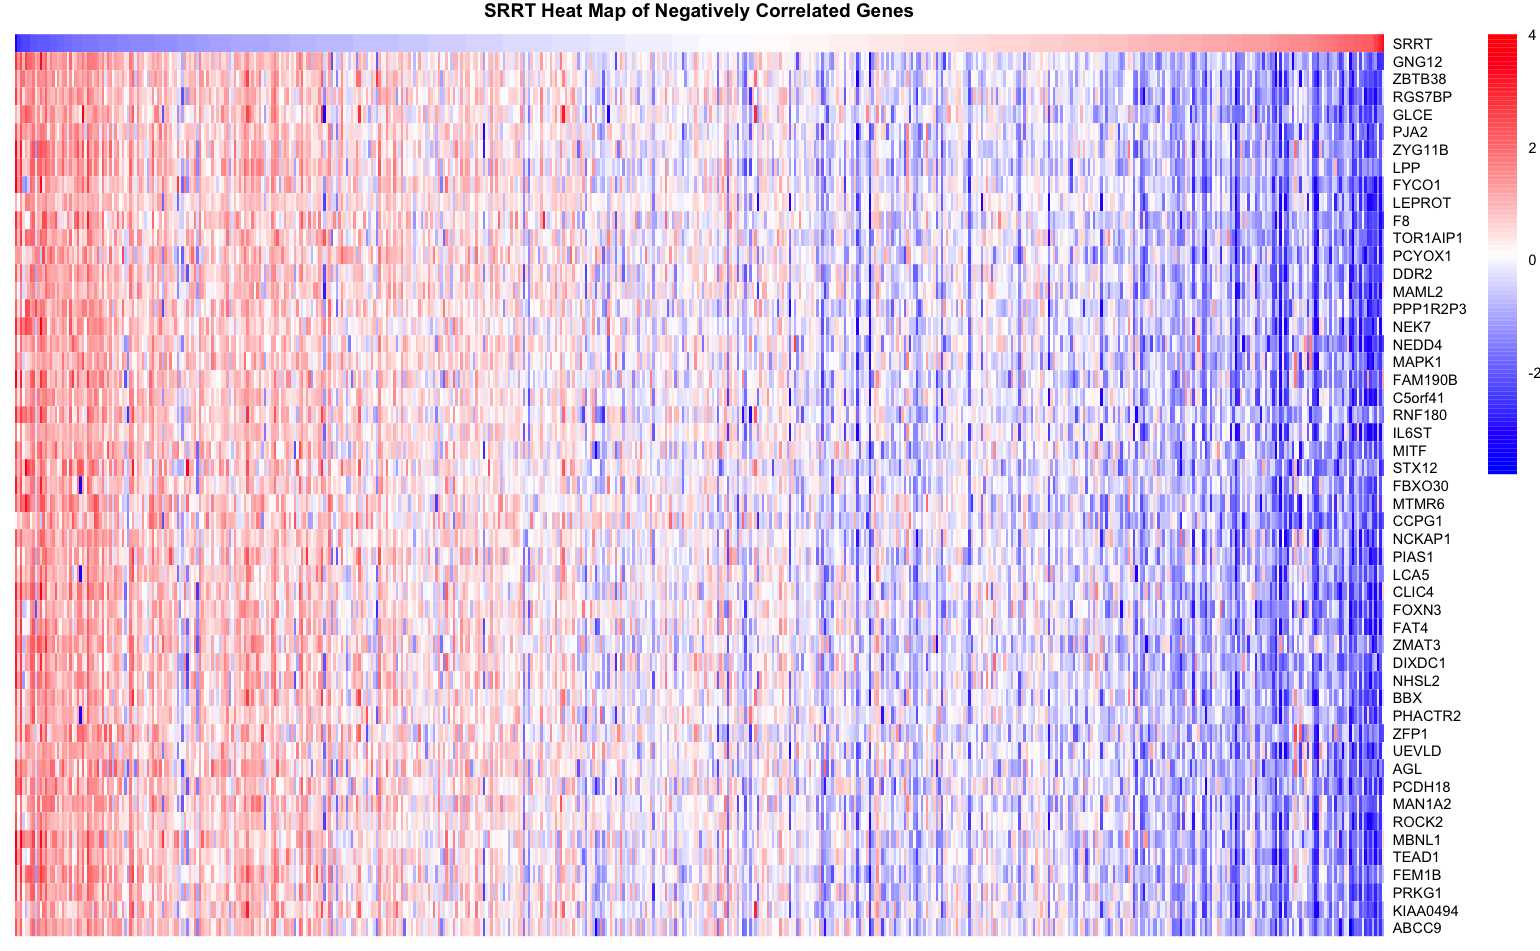 SRRT Heat Map of Negatively Correlated Genes
SRRT
GNG12
ZBTB38
RGS7BP
GLCE
PJA2
ZYG11B
LPP
FYCO1
LEPROT
F8
TOR1AIP1
PCYOX1
DDR2
MAML2
PPP1R2P3
NEK7
NEDD4
MAPK1
FAM190B
C5orf41
RNF180
IL6ST
MITF
STX12
FBXO30
MTMR6
CCPG1
NCKAP1
PIAS1
LCA5
CLIC4
FOXN3
FAT4
ZMAT3
DIXDC1
NHSL2
BBX
PHACTR2
ZFP1
UEVLD
AGL
PCDH18
MAN1A2
ROCK2
MBNL1
TEAD1
FEM1B
PRKG1
KIAA0494
ABCC9
4
2
0
-2